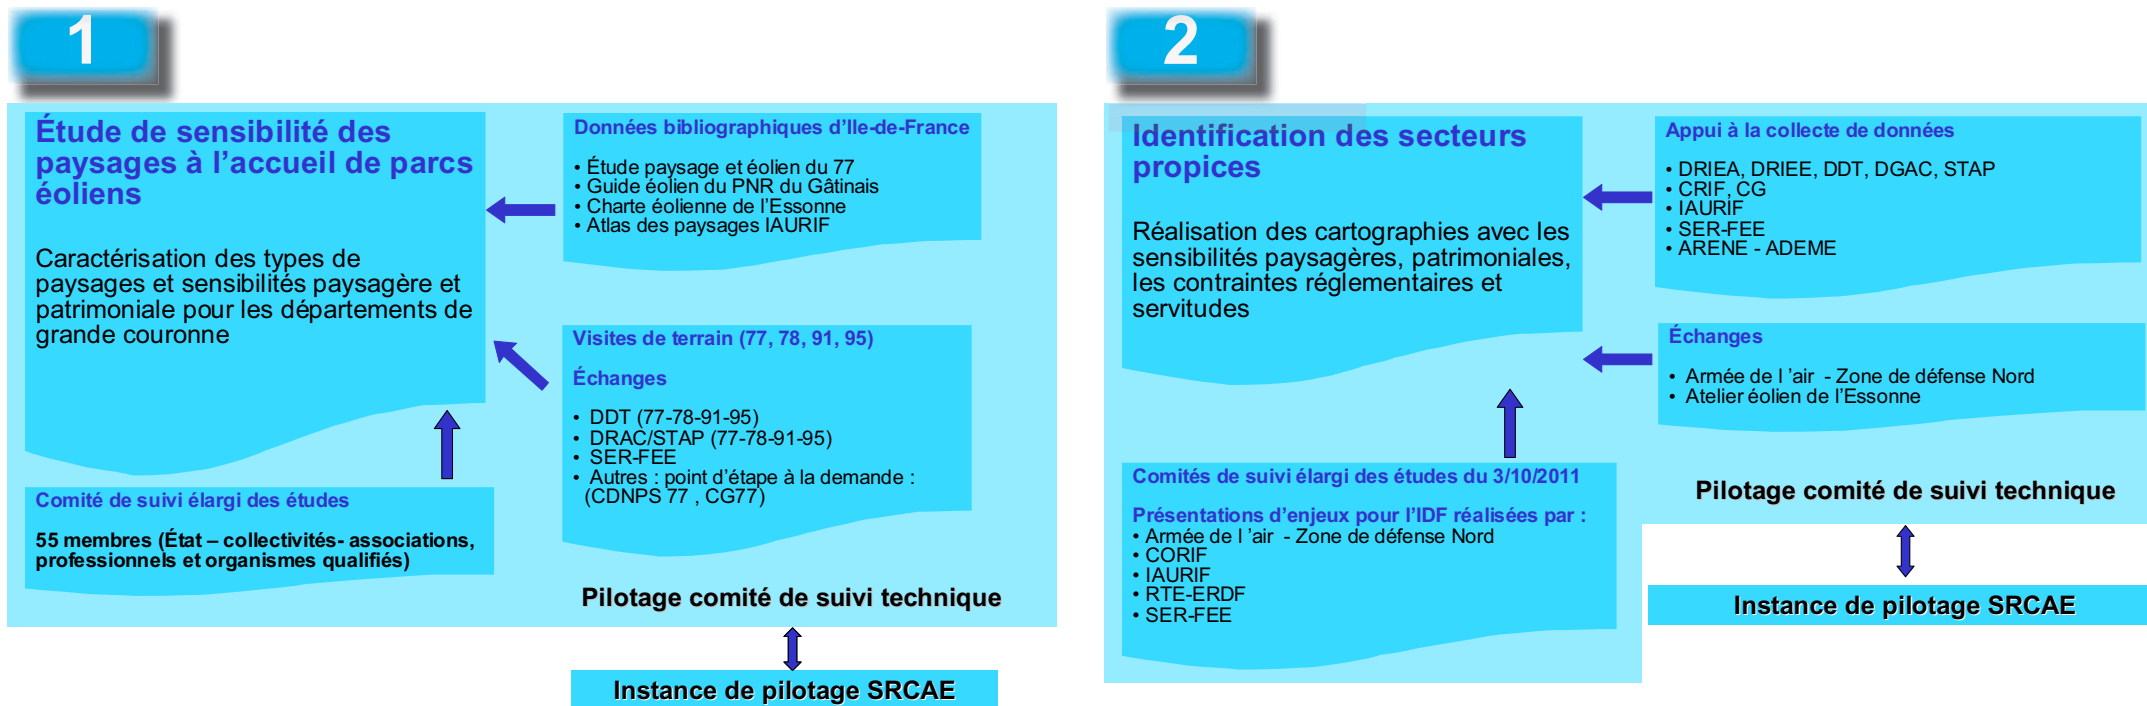 1
Étude de sensibilité des
paysages à l’accueil de parcs
éoliens
Caractérisation des types de
paysages et sensibilités paysagère et
patrimoniale pour les départements de
grande couronne
Données bibliographiques d’Ile-de-France
• Étude paysage et éolien du 77
• Guide éolien du PNR du Gâtinais
• Charte éolienne de l’Essonne
• Atlas des paysages IAURIF
Visites de terrain (77, 78, 91, 95)
Échanges
• DDT (77-78-91-95)
• DRAC/STAP (77-78-91-95)
• SER-FEE
• Autres : point d’étape à la demande :
(CDNPS 77 , CG77)
Comité de suivi élargi des études
55 membres (État – collectivités- associations,
professionnels et organismes qualifiés)
Pilotage comité de suivi technique
Instance de pilotage SRCAE
2
Identification des secteurs
propices
Réalisation des cartographies avec les
sensibilités paysagères, patrimoniales,
les contraintes réglementaires et
servitudes
Appui à la collecte de données
• DRIEA, DRIEE, DDT, DGAC, STAP
• CRIF, CG
• IAURIF
• SER-FEE
• ARENE - ADEME
Échanges
• Armée de l ’air - Zone de défense Nord
• Atelier éolien de l’Essonne
Comités de suivi élargi des études du 3/10/2011
Présentations d’enjeux pour l’IDF réalisées par :
• Armée de l ’air - Zone de défense Nord
• CORIF
• IAURIF
• RTE-ERDF
• SER-FEE
Pilotage comité de suivi technique
Instance de pilotage SRCAE